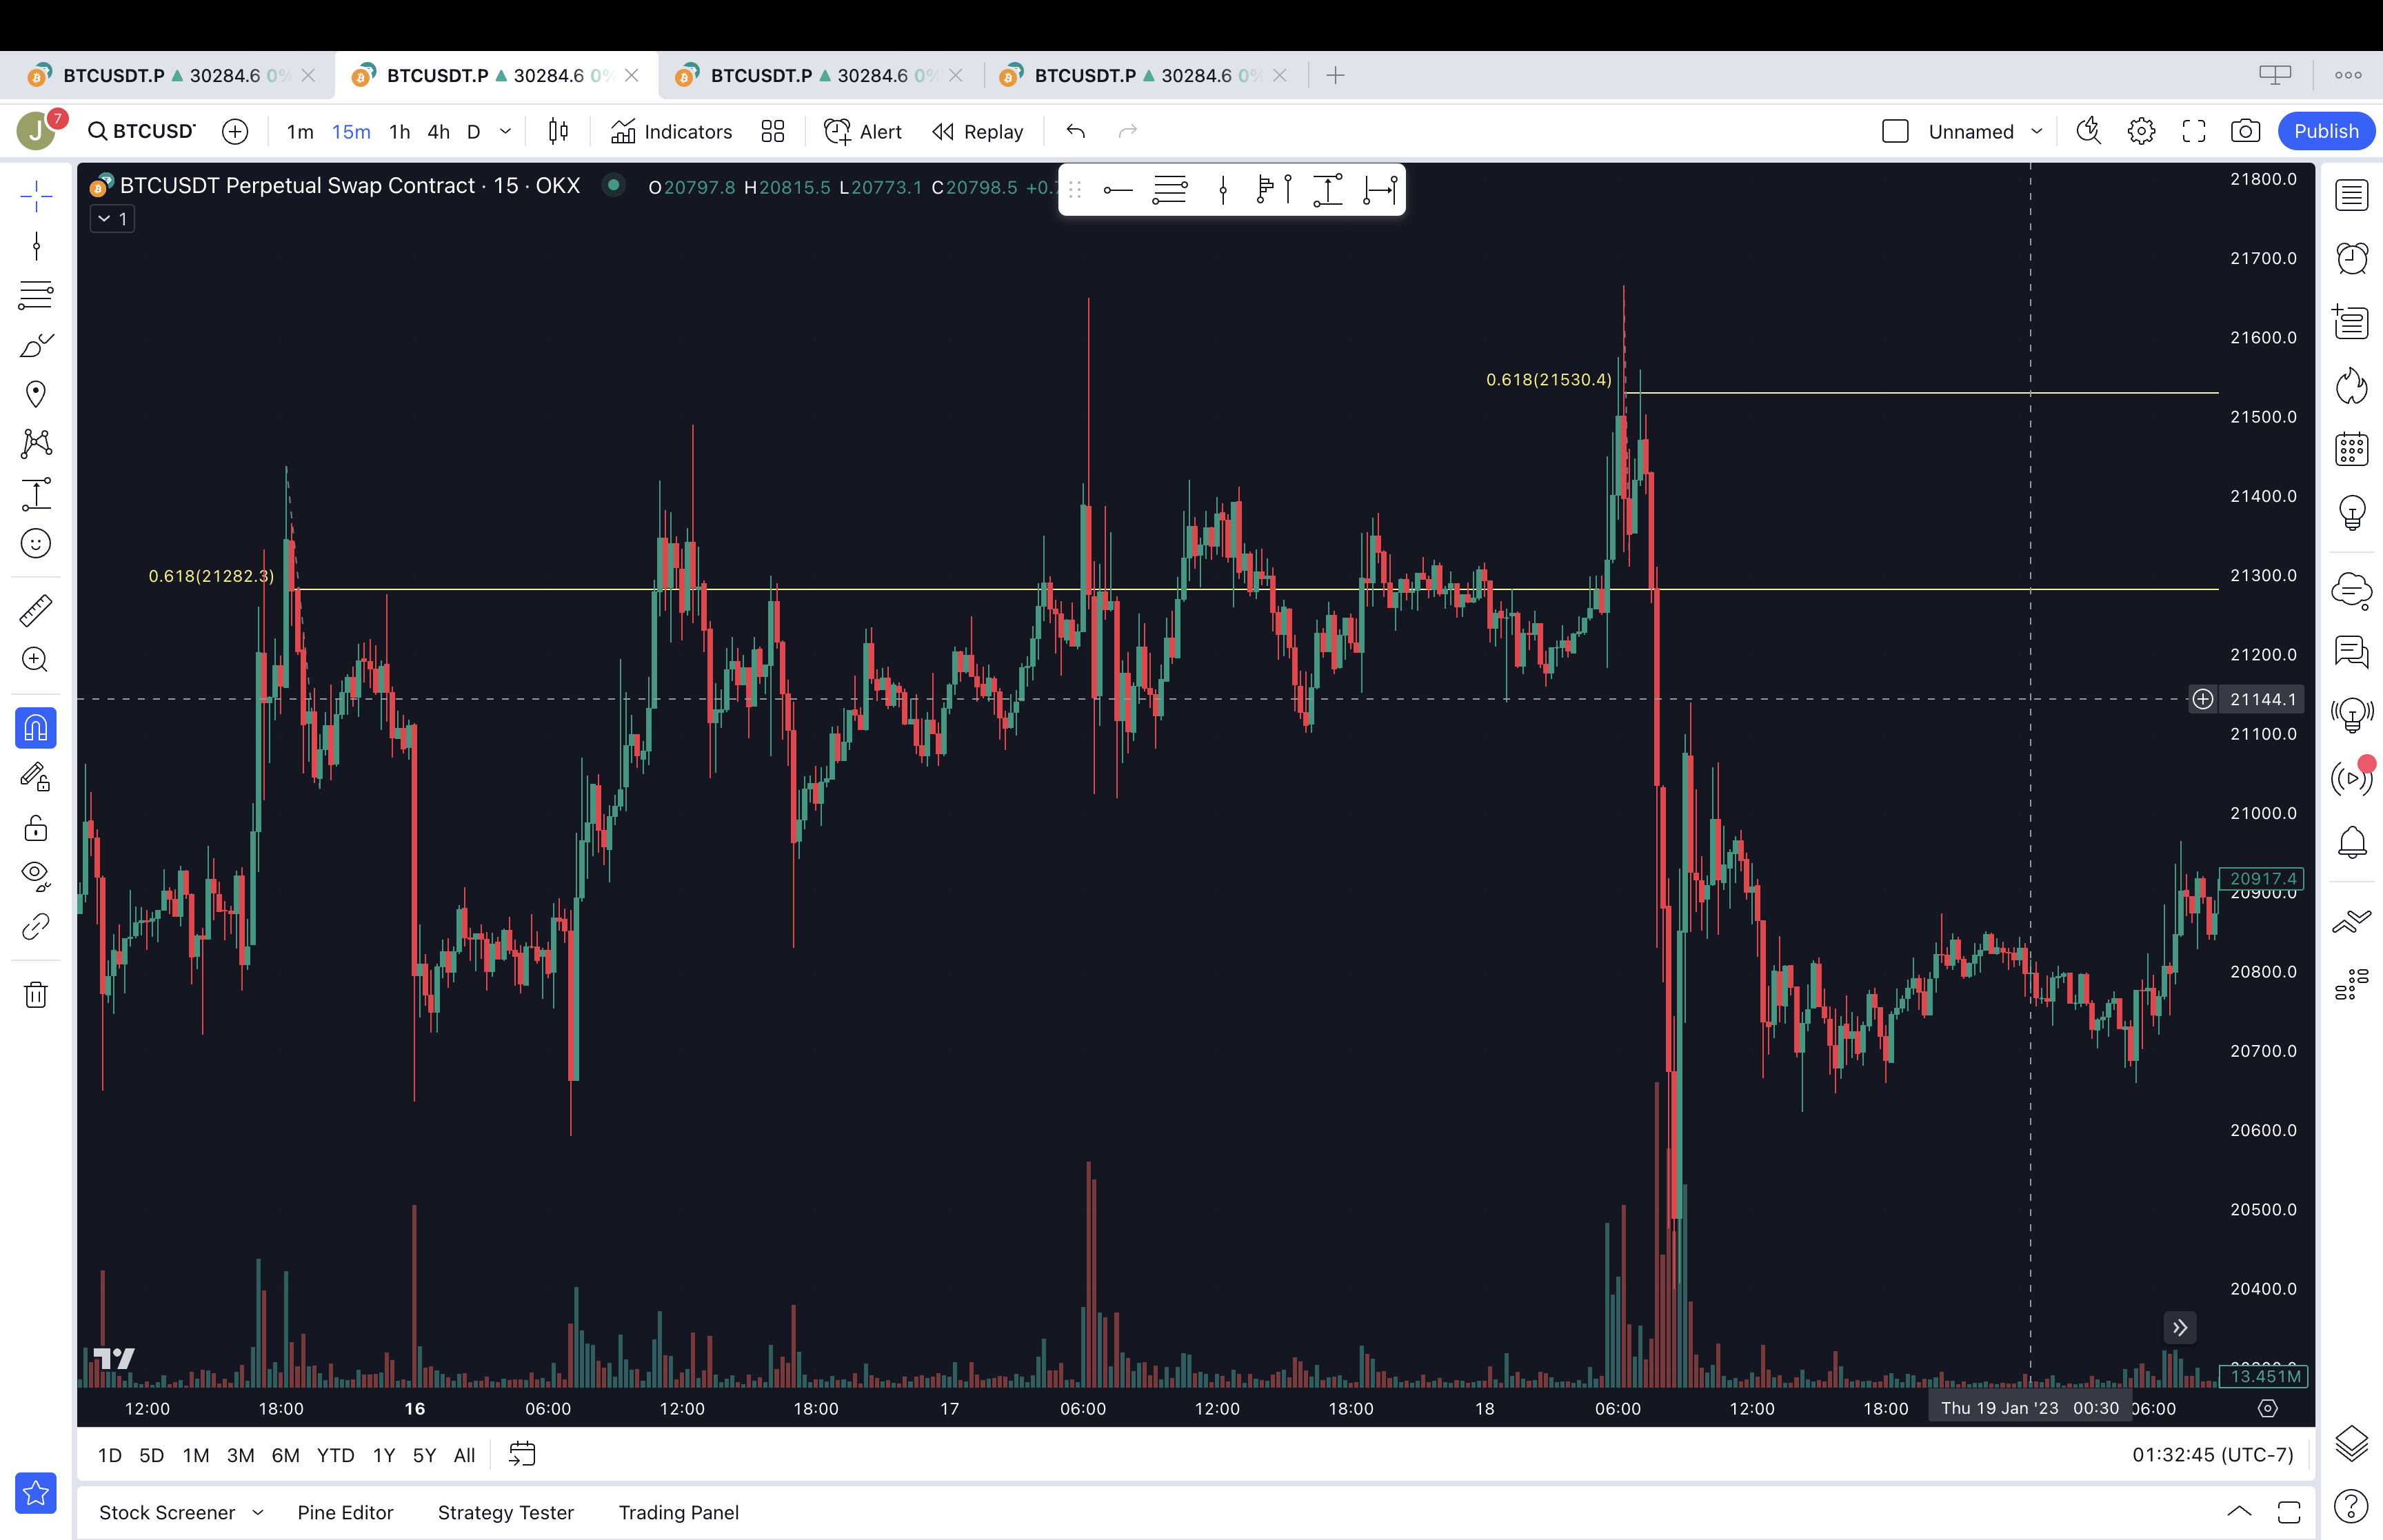 BTCUSDT.P ▲ 30284.6 0%
BTCUSDT.P ▲ 30284.6 0%
BTCUSDT.P ▲ 30284.6 0%
BTCUSDT.P ▲ 30284.6 0%
J 7 BTCUSD 1m 15m 1h 4h D Indicators Alert Replay Unnamed Publish
BTCUSDT Perpetual Swap Contract · 15 · OKX O20797.8 H20815.5 L20773.1 C20798.5 +0.
1
21800.0
21700.0
21600.0
0.618(21530.4)
21500.0
21400.0
0.618(21282.3)
21300.0
21200.0
21144.1
21100.0
21000.0
20917.4
20900.0
20800.0
20700.0
20600.0
20500.0
20400.0
13.451M
12:00 18:00 16 06:00 12:00 18:00 17 06:00 12:00 18:00 18 06:00 12:00 18:00 Thu 19 Jan '23 00:30 06:00
1D 5D 1M 3M 6M YTD 1Y 5Y All 01:32:45 (UTC-7)
Stock Screener Pine Editor Strategy Tester Trading Panel